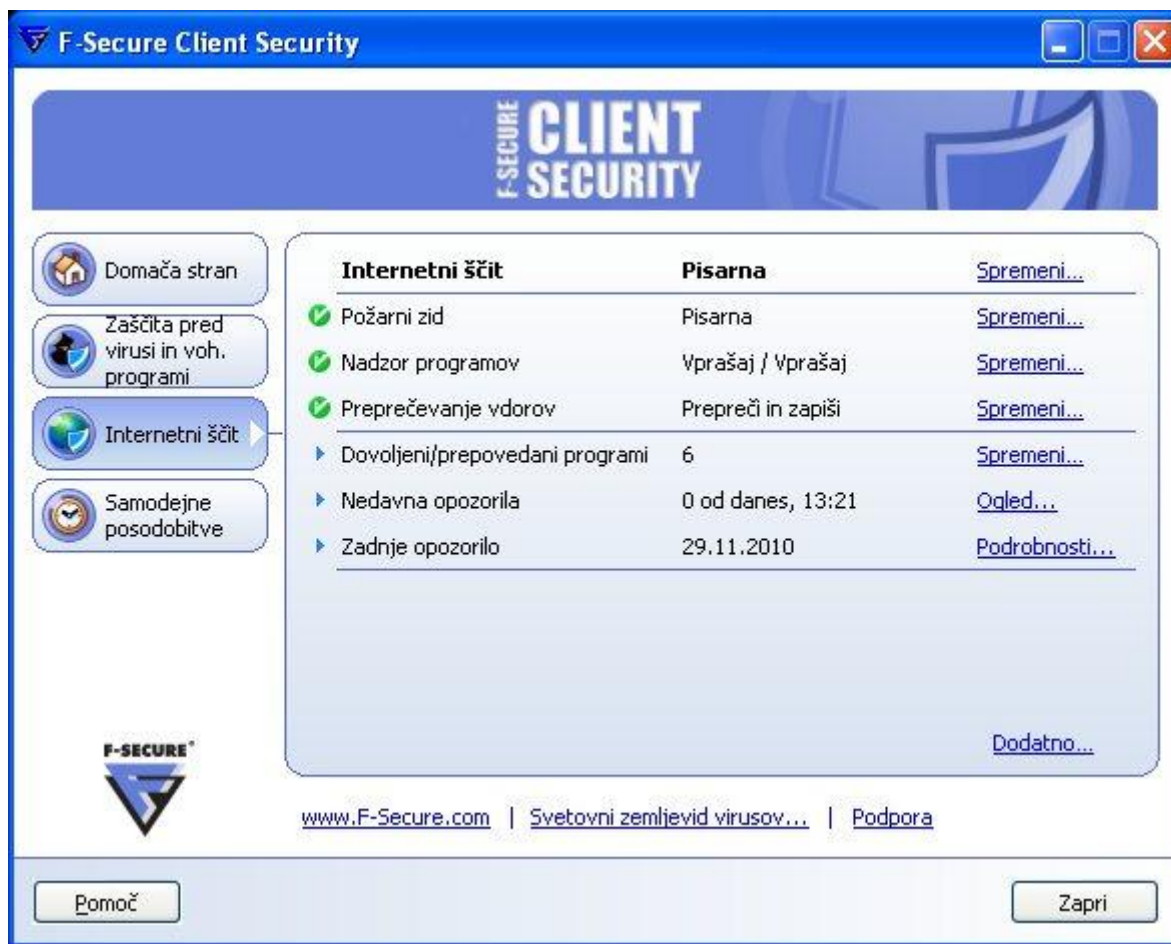 F-Secure Client Security
F-SECURE
CLIENT
SECURITY
Domača stran
Zaščita pred
virusi in voh.
programi
Internetni ščit
Samodejne
posodobitve
Internetni ščit Pisarna Spremeni...
Požarni zid Pisarna Spremeni...
Nadzor programov Vprašaj / Vprašaj Spremeni...
Preprečevanje vdorov Prepreči in zapiši Spremeni...
Dovoljeni/prepovedani programi 6 Spremeni...
Nedavna opozorila 0 od danes, 13:21 Ogled...
Zadnje opozorilo 29.11.2010 Podrobnosti...
Dodatno...
F-SECURE®
www.F-Secure.com | Svetovni zemljevid virusov... | Podpora
Pomoč Zapri